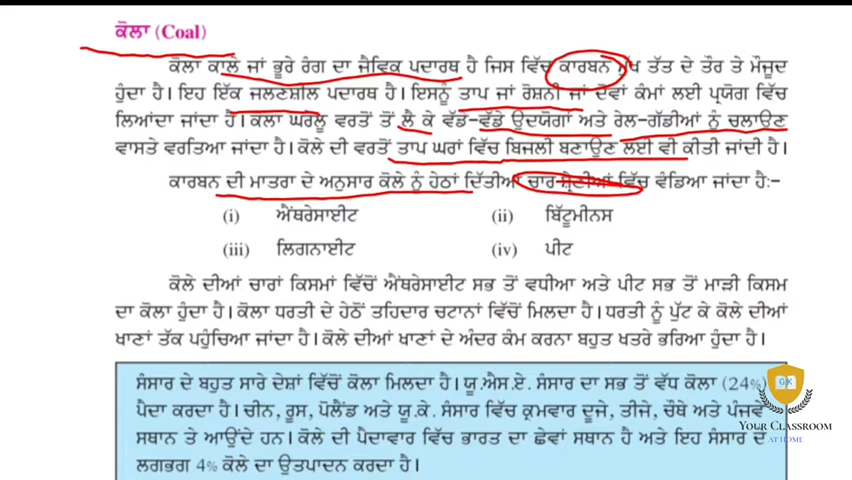 ਕੋਲਾ (Coal)
ਕੋਲਾ ਕਾਲੇ ਜਾਂ ਭੂਰੇ ਰੰਗ ਦਾ ਜੈਵਿਕ ਪਦਾਰਥ ਹੈ ਜਿਸ ਵਿੱਚ ਕਾਰਬਨ ਮੁੱਖ ਤੱਤ ਦੇ ਤੌਰ ਤੇ ਮੌਜੂਦ
ਹੁੰਦਾ ਹੈ। ਇਹ ਇੱਕ ਜਲਣਸ਼ੀਲ ਪਦਾਰਥ ਹੈ। ਇਸਨੂੰ ਤਾਪ ਜਾਂ ਰੋਸ਼ਨੀ ਜਾਂ ਦੋਵਾਂ ਕੰਮਾਂ ਲਈ ਪ੍ਰਯੋਗ ਵਿੱਚ
ਲਿਆਂਦਾ ਜਾਂਦਾ ਹੈ। ਕੋਲਾ ਘਰੇਲੂ ਵਰਤੋਂ ਤੋਂ ਲੈ ਕੇ ਵੱਡੇ-ਵੱਡੇ ਉਦਯੋਗਾਂ ਅਤੇ ਰੇਲ-ਗੱਡੀਆਂ ਨੂੰ ਚਲਾਉਣ
ਵਾਸਤੇ ਵਰਤਿਆ ਜਾਂਦਾ ਹੈ। ਕੋਲੇ ਦੀ ਵਰਤੋਂ ਤਾਪ ਘਰਾਂ ਵਿੱਚ ਬਿਜਲੀ ਬਣਾਉਣ ਲਈ ਵੀ ਕੀਤੀ ਜਾਂਦੀ ਹੈ।
ਕਾਰਬਨ ਦੀ ਮਾਤਰਾ ਦੇ ਅਨੁਸਾਰ ਕੋਲੇ ਨੂੰ ਹੇਠਾਂ ਦਿੱਤੀਆਂ ਚਾਰ ਸ਼੍ਰੇਣੀਆਂ ਵਿੱਚ ਵੰਡਿਆ ਜਾਂਦਾ ਹੈ:-
(i) ਐਂਥਰੇਸਾਈਟ (ii) ਬਿੱਟੂਮੀਨਸ
(iii) ਲਿਗਨਾਈਟ (iv) ਪੀਟ
ਕੋਲੇ ਦੀਆਂ ਚਾਰਾਂ ਕਿਸਮਾਂ ਵਿੱਚੋਂ ਐਂਥਰੇਸਾਈਟ ਸਭ ਤੋਂ ਵਧੀਆ ਅਤੇ ਪੀਟ ਸਭ ਤੋਂ ਮਾੜੀ ਕਿਸਮ
ਦਾ ਕੋਲਾ ਹੁੰਦਾ ਹੈ। ਕੋਲਾ ਧਰਤੀ ਦੇ ਹੇਠੋਂ ਤਹਿਦਾਰ ਚਟਾਨਾਂ ਵਿੱਚੋਂ ਮਿਲਦਾ ਹੈ। ਧਰਤੀ ਨੂੰ ਪੁੱਟ ਕੇ ਕੋਲੇ ਦੀਆਂ
ਖਾਣਾਂ ਤੱਕ ਪਹੁੰਚਿਆ ਜਾਂਦਾ ਹੈ। ਕੋਲੇ ਦੀਆਂ ਖਾਣਾਂ ਦੇ ਅੰਦਰ ਕੰਮ ਕਰਨਾ ਬਹੁਤ ਖਤਰੇ ਭਰਿਆ ਹੁੰਦਾ ਹੈ।
ਸੰਸਾਰ ਦੇ ਬਹੁਤ ਸਾਰੇ ਦੇਸ਼ਾਂ ਵਿੱਚੋਂ ਕੋਲਾ ਮਿਲਦਾ ਹੈ। ਯੂ.ਐਸ.ਏ. ਸੰਸਾਰ ਦਾ ਸਭ ਤੋਂ ਵੱਧ ਕੋਲਾ (24%)
ਪੈਦਾ ਕਰਦਾ ਹੈ। ਚੀਨ, ਰੂਸ, ਪੋਲੈਂਡ ਅਤੇ ਯੂ.ਕੇ. ਸੰਸਾਰ ਵਿੱਚ ਕ੍ਰਮਵਾਰ ਦੂਜੇ, ਤੀਜੇ, ਚੌਥੇ ਅਤੇ ਪੰਜਵੇਂ
ਸਥਾਨ ਤੇ ਆਉਂਦੇ ਹਨ। ਕੋਲੇ ਦੀ ਪੈਦਾਵਾਰ ਵਿੱਚ ਭਾਰਤ ਦਾ ਛੇਵਾਂ ਸਥਾਨ ਹੈ ਅਤੇ ਇਹ ਸੰਸਾਰ ਦੇ
ਲਗਭਗ 4% ਕੋਲੇ ਦਾ ਉਤਪਾਦਨ ਕਰਦਾ ਹੈ।
GK
YOUR CLASSROOM
AT HOME